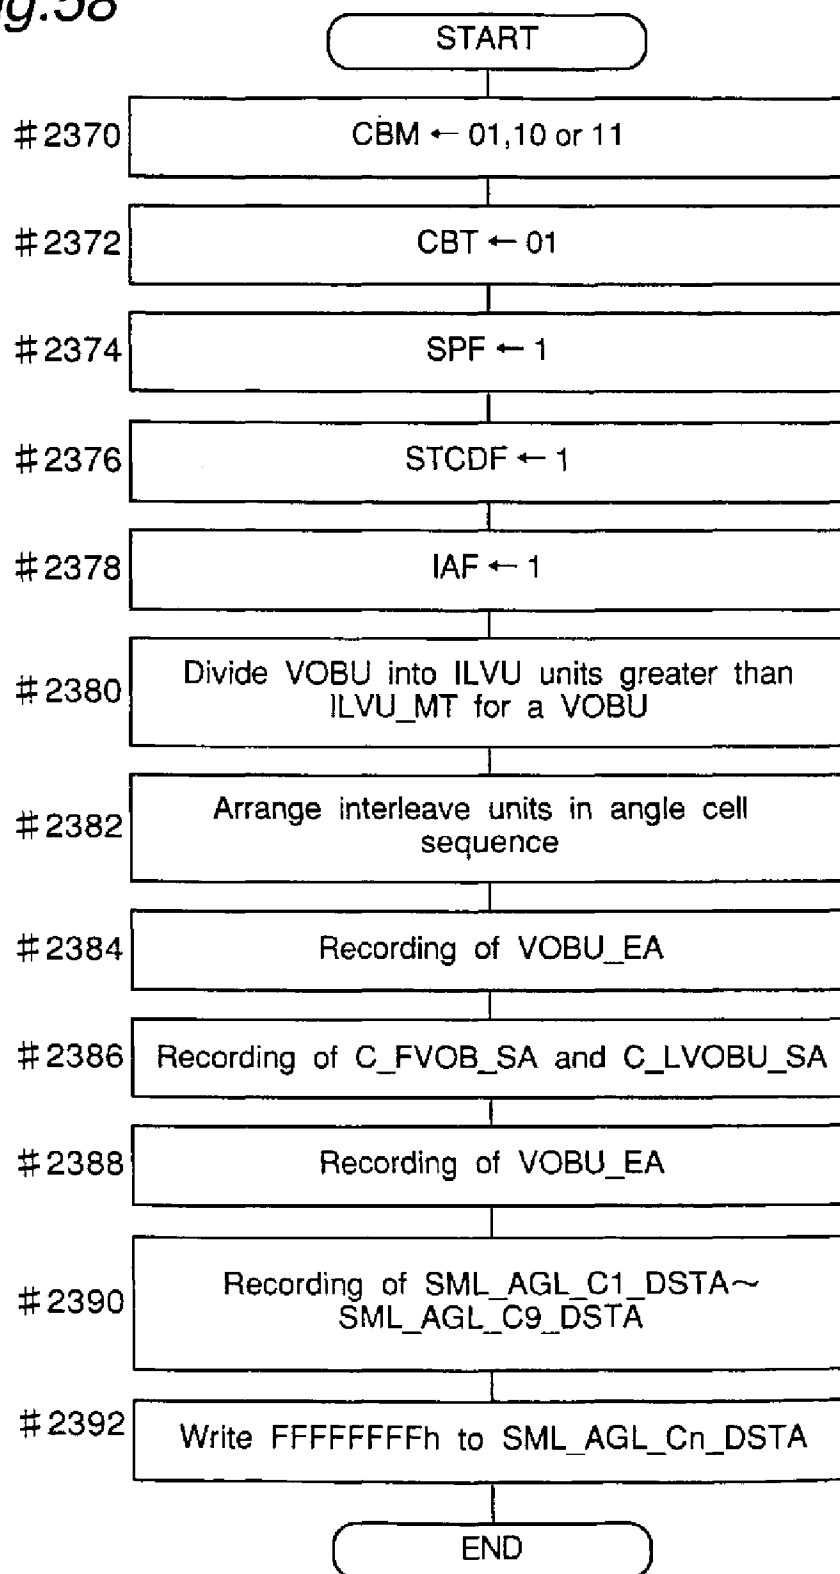 ig.58
START
#2370 CBM ← 01,10 or 11
#2372 CBT ← 01
#2374 SPF ← 1
#2376 STCDF ← 1
#2378 IAF ← 1
#2380 Divide VOBU into ILVU units greater than
ILVU_MT for a VOBU
#2382 Arrange interleave units in angle cell
sequence
#2384 Recording of VOBU_EA
#2386 Recording of C_FVOB_SA and C_LVOBU_SA
#2388 Recording of VOBU_EA
#2390 Recording of SML_AGL_C1_DSTA~
SML_AGL_C9_DSTA
#2392 Write FFFFFFFFh to SML_AGL_Cn_DSTA
END